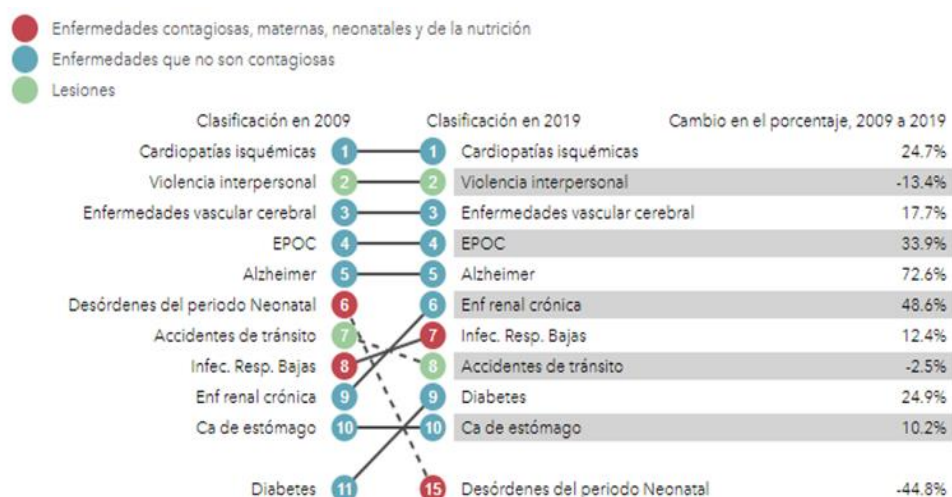 Enfermedades contagiosas, maternas, neonatales y de la nutrición
Enfermedades que no son contagiosas
Lesiones
Clasificación en 2009 Clasificación en 2019 Cambio en el porcentaje, 2009 a 2019
Cardiopatías isquémicas 1 1 Cardiopatías isquémicas 24.7%
Violencia interpersonal 2 2 Violencia interpersonal -13.4%
Enfermedades vascular cerebral 3 3 Enfermedades vascular cerebral 17.7%
EPOC 4 4 EPOC 33.9%
Alzheimer 5 5 Alzheimer 72.6%
Desórdenes del periodo Neonatal 6 6 Enf renal crónica 48.6%
Accidentes de tránsito 7 7 Infec. Resp. Bajas 12.4%
Infec. Resp. Bajas 8 8 Accidentes de tránsito -2.5%
Enf renal crónica 9 9 Diabetes 24.9%
Ca de estómago 10 10 Ca de estómago 10.2%
Diabetes 11 15 Desórdenes del periodo Neonatal -44.8%